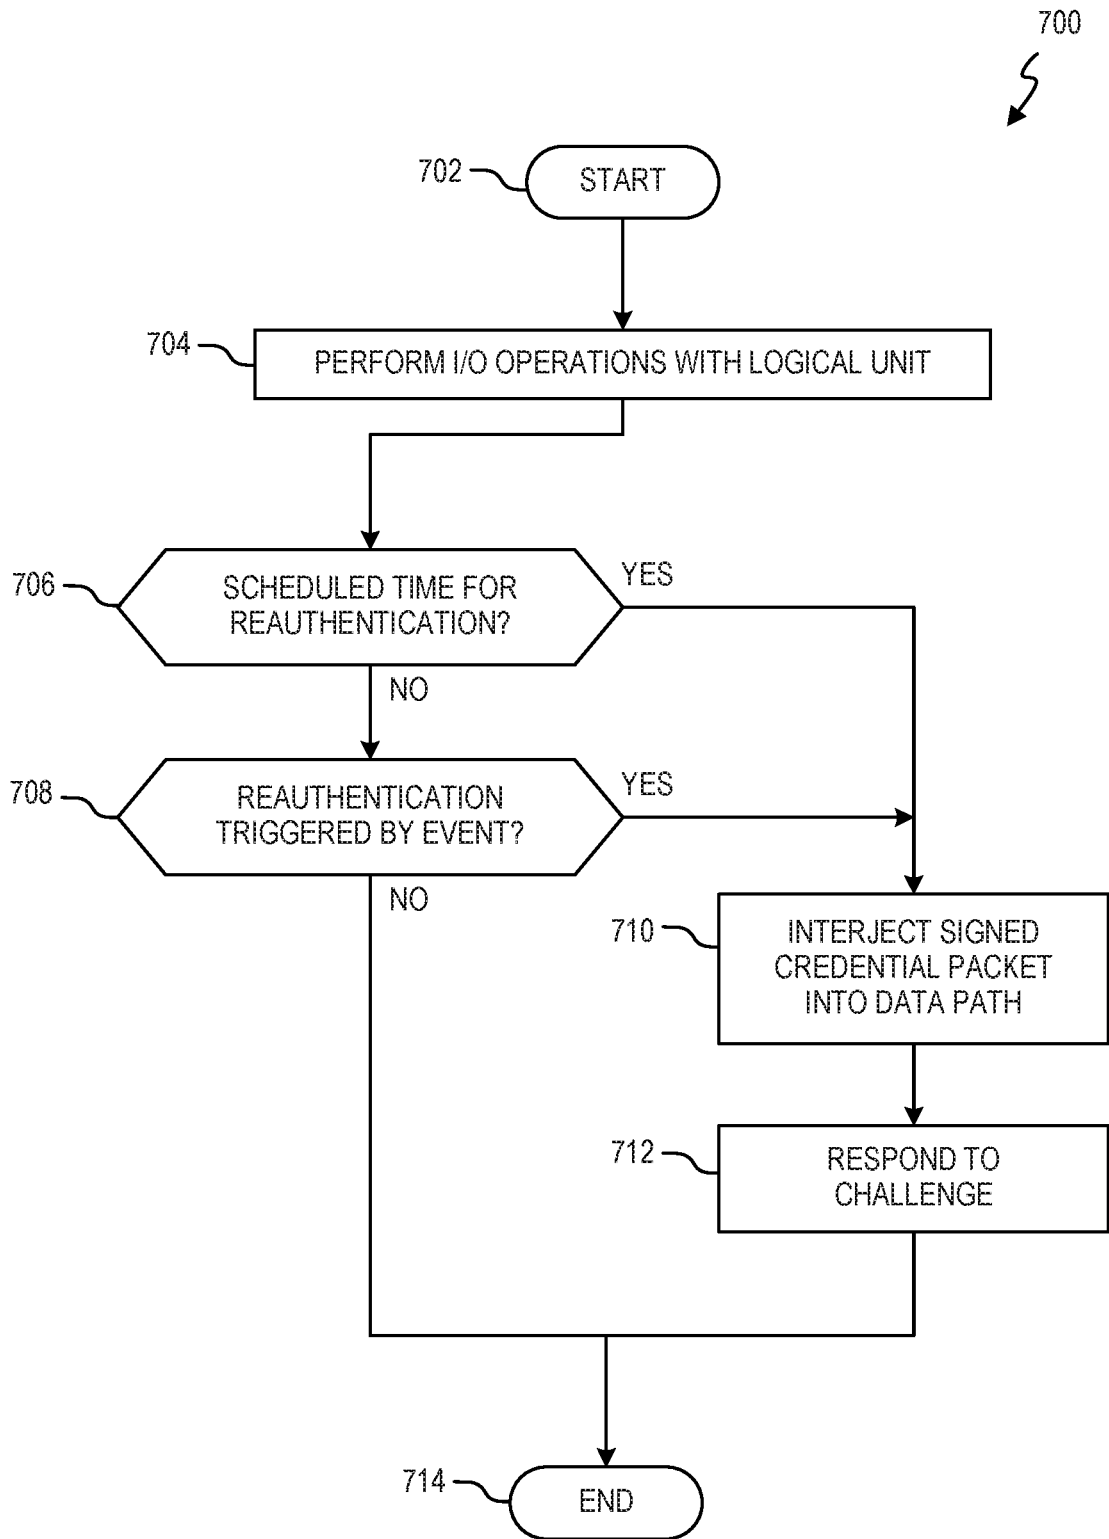 700
702
START
704
PERFORM I/O OPERATIONS WITH LOGICAL UNIT
706
SCHEDULED TIME FOR
REAUTHENTICATION?
YES
NO
708
REAUTHENTICATION
TRIGGERED BY EVENT?
YES
NO
710
INTERJECT SIGNED
CREDENTIAL PACKET
INTO DATA PATH
712
RESPOND TO
CHALLENGE
714
END